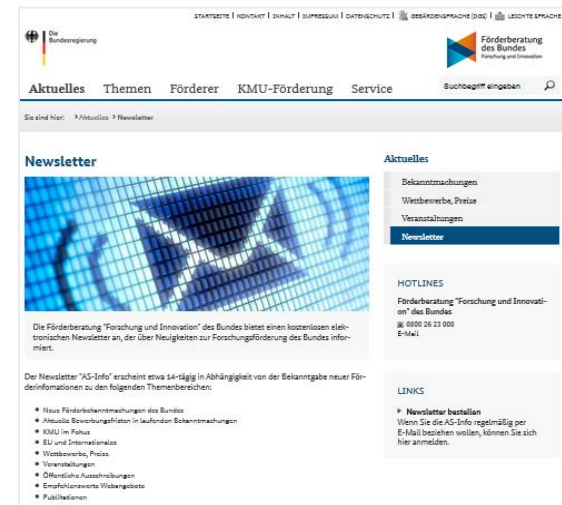 STARTSEITE | KONTAKT | INHALT | IMPRESSUM | DATENSCHUTZ | GEBÄRDENSPRACHE (DGS) | LEICHTE SPRACHE
Die
Bundesregierung
Förderberatung
des Bundes
Forschung und Innovation
Aktuelles Themen Förderer KMU-Förderung Service
Suchbegriff eingeben
Sie sind hier: Aktuelles Newsletter
Newsletter
Die Förderberatung "Forschung und Innovation" des Bundes bietet einen kostenlosen elek-
tronischen Newsletter an, der über Neuigkeiten zur Forschungsförderung des Bundes infor-
miert.
Der Newsletter "AS-Info" erscheint etwa 14-tägig in Abhängigkeit von der Bekanntgabe neuer För-
derinfomationen zu den folgenden Themenbereichen:
Neue Förderbekanntmachungen des Bundes
Aktuelle Bewerbungsfristen in laufenden Bekanntmachungen
KMU im Fokus
EU und Internationales
Wettbewerbe, Preise
Veranstaltungen
Öffentliche Ausschreibungen
Empfehlenswerte Webangebote
Publikationen
Aktuelles
Bekanntmachungen
Wettbewerbe, Preise
Veranstaltungen
Newsletter
HOTLINES
Förderberatung "Forschung und Innovati-
on" des Bundes
0800 26 23 008
E-Mail
LINKS
Newsletter bestellen
Wenn Sie die AS-Info regelmäßig per
E-Mail beziehen wollen, können Sie sich
hier anmelden.